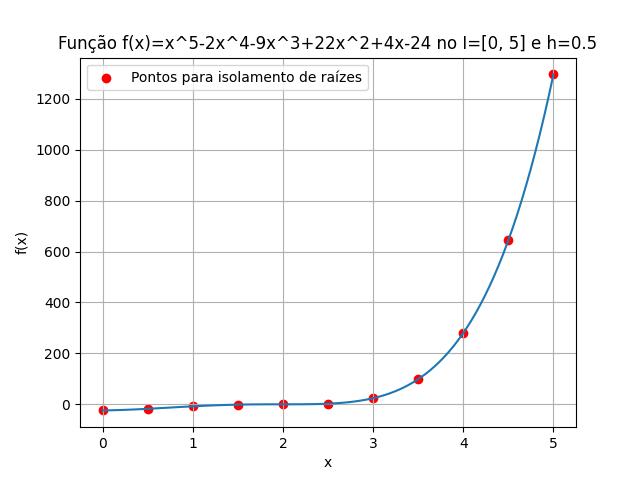 Função f(x)=x^5-2x^4-9x^3+22x^2+4x-24 no I=[0, 5] e h=0.5
Pontos para isolamento de raízes
1200
1000
800
600
400
200
0
f(x)
0 1 2 3 4 5
x